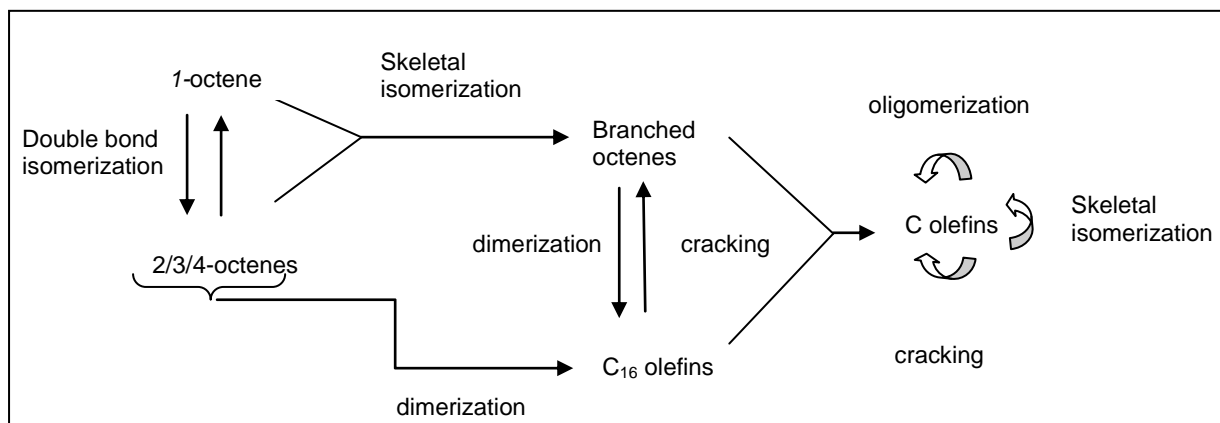 1-octene
Double bond
isomerization
2/3/4-octenes
Skeletal
isomerization
Branched
octenes
dimerization
cracking
C₁₆ olefins
dimerization
oligomerization
C olefins
Skeletal
isomerization
cracking